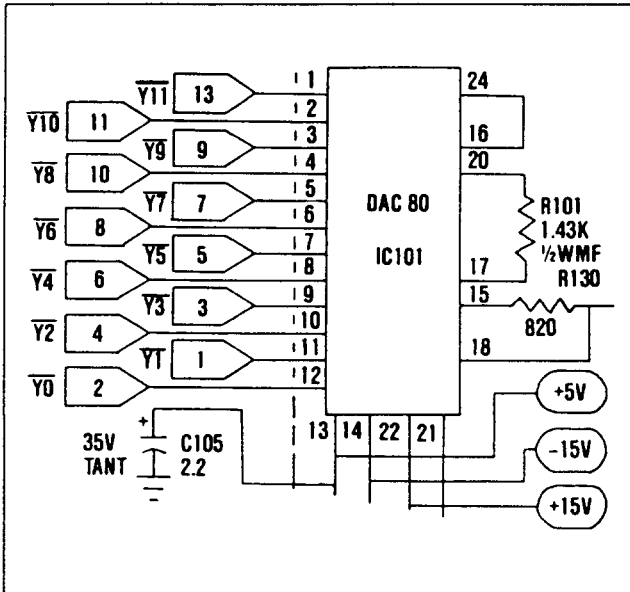 Y11 13 1 24
Y10 11 2
Y9 9 3 16
Y8 10 4 20
Y7 7 5 DAC 80
Y6 8 6 R101
Y5 5 7 IC101 1.43K
Y4 6 8 17 ½WMF
Y3 3 9 15 R130
Y2 4 10 820
Y1 1 11 18
Y0 2 12
+ 13 14 22 21 +5V
35V C105
TANT 2.2
-15V
+15V